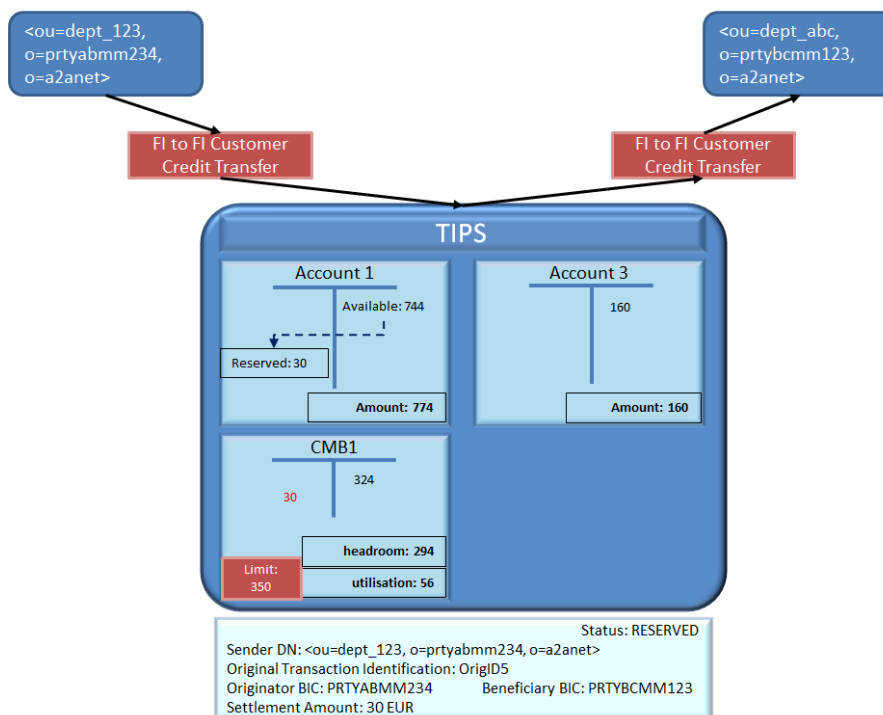 <ou=dept_123,
o=prtyabmm234,
o=a2anet>
<ou=dept_abc,
o=prtybcmm123,
o=a2anet>
FI to FI Customer
Credit Transfer
FI to FI Customer
Credit Transfer
TIPS
Account 1
Available: 744
Reserved: 30
Amount: 774
Account 3
160
Amount: 160
CMB1
324
30
headroom: 294
Limit:
350
utilisation: 56
Status: RESERVED
Sender DN: <ou=dept_123, o=prtyabmm234, o=a2anet>
Original Transaction Identification: OrigID5
Originator BIC: PRTYABMM234 Beneficiary BIC: PRTYBCMM123
Settlement Amount: 30 EUR